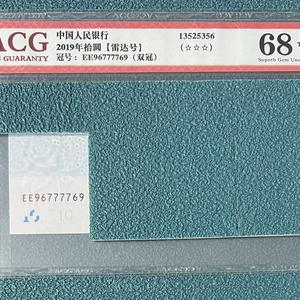 ACG
GUARANTY
中国人民银行
2019年拾圆【雷达号】
冠号: EE96777769（双冠）
13525356
(☆☆☆)
68
Superb Gem Unc
EE96777769
10